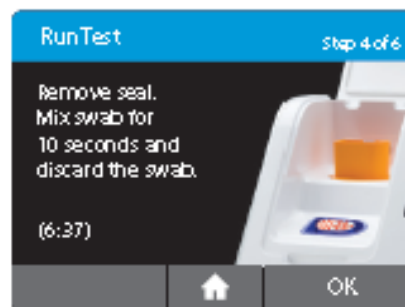 Run Test
Step 4 of 6
Remove seal.
Mix swab for
10 seconds and
discard the swab.
(6:37)
OK